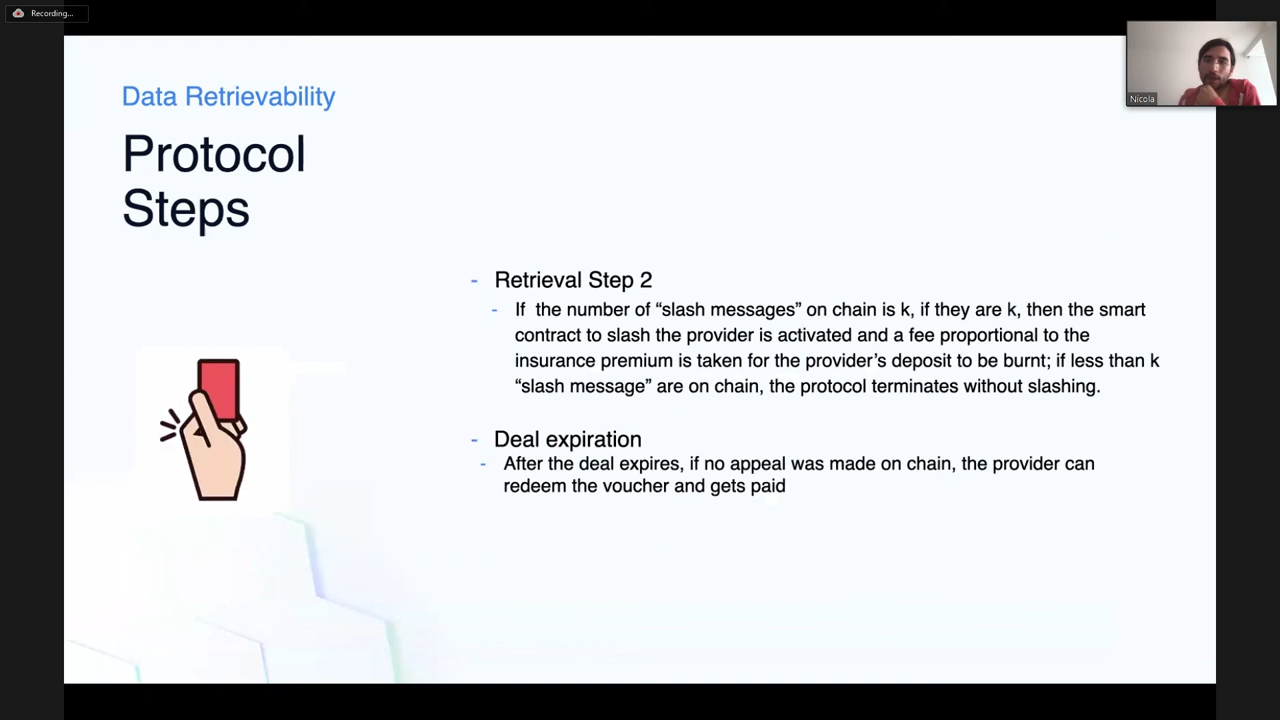 Recording...
Nicola
Data Retrievability
Protocol
Steps
- Retrieval Step 2
- If the number of “slash messages” on chain is k, if they are k, then the smart
contract to slash the provider is activated and a fee proportional to the
insurance premium is taken for the provider’s deposit to be burnt; if less than k
“slash message” are on chain, the protocol terminates without slashing.
- Deal expiration
- After the deal expires, if no appeal was made on chain, the provider can
redeem the voucher and gets paid